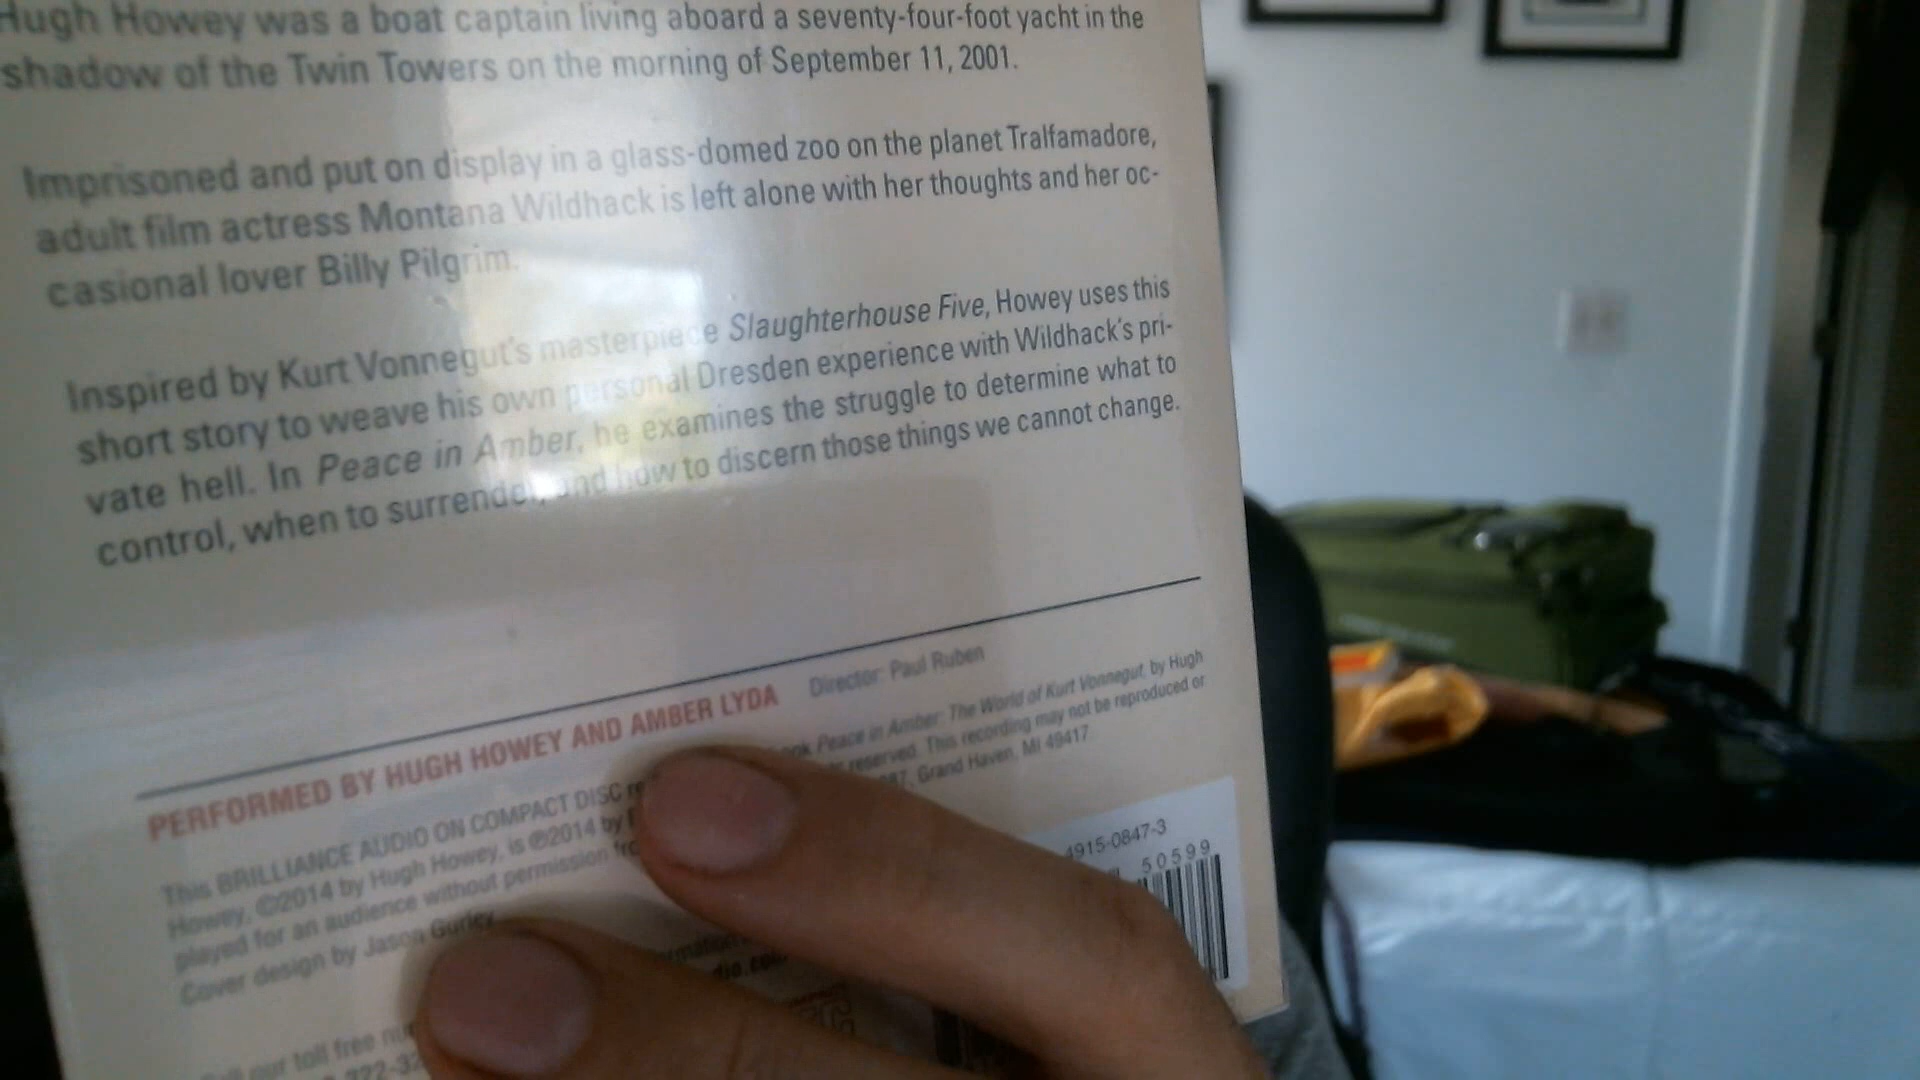 Hugh Howey was a boat captain living aboard a seventy-four-foot yacht in the
shadow of the Twin Towers on the morning of September 11, 2001.
Imprisoned and put on display in a glass-domed zoo on the planet Tralfamadore,
adult film actress Montana Wildhack is left alone with her thoughts and her oc-
casional lover Billy Pilgrim.
Inspired by Kurt Vonnegut's masterpiece Slaughterhouse Five, Howey uses this
short story to weave his own personal Dresden experience with Wildhack's pri-
vate hell. In Peace in Amber, he examines the struggle to determine what to
control, when to surrender, and how to discern those things we cannot change.
PERFORMED BY HUGH HOWEY AND AMBER LYDA Director: Paul Ruben
This BRILLIANCE AUDIO ON COMPACT DISC Peace in Amber: The World of Kurt Vonnegut, by Hugh
Howey, ©2014 by Hugh Howey, is ℗2014 by reserved. This recording may not be reproduced or
played for an audience without permission Grand Haven, MI 49417.
Cover design by Jason Gurley
4915-0847-3
50599
our toll free